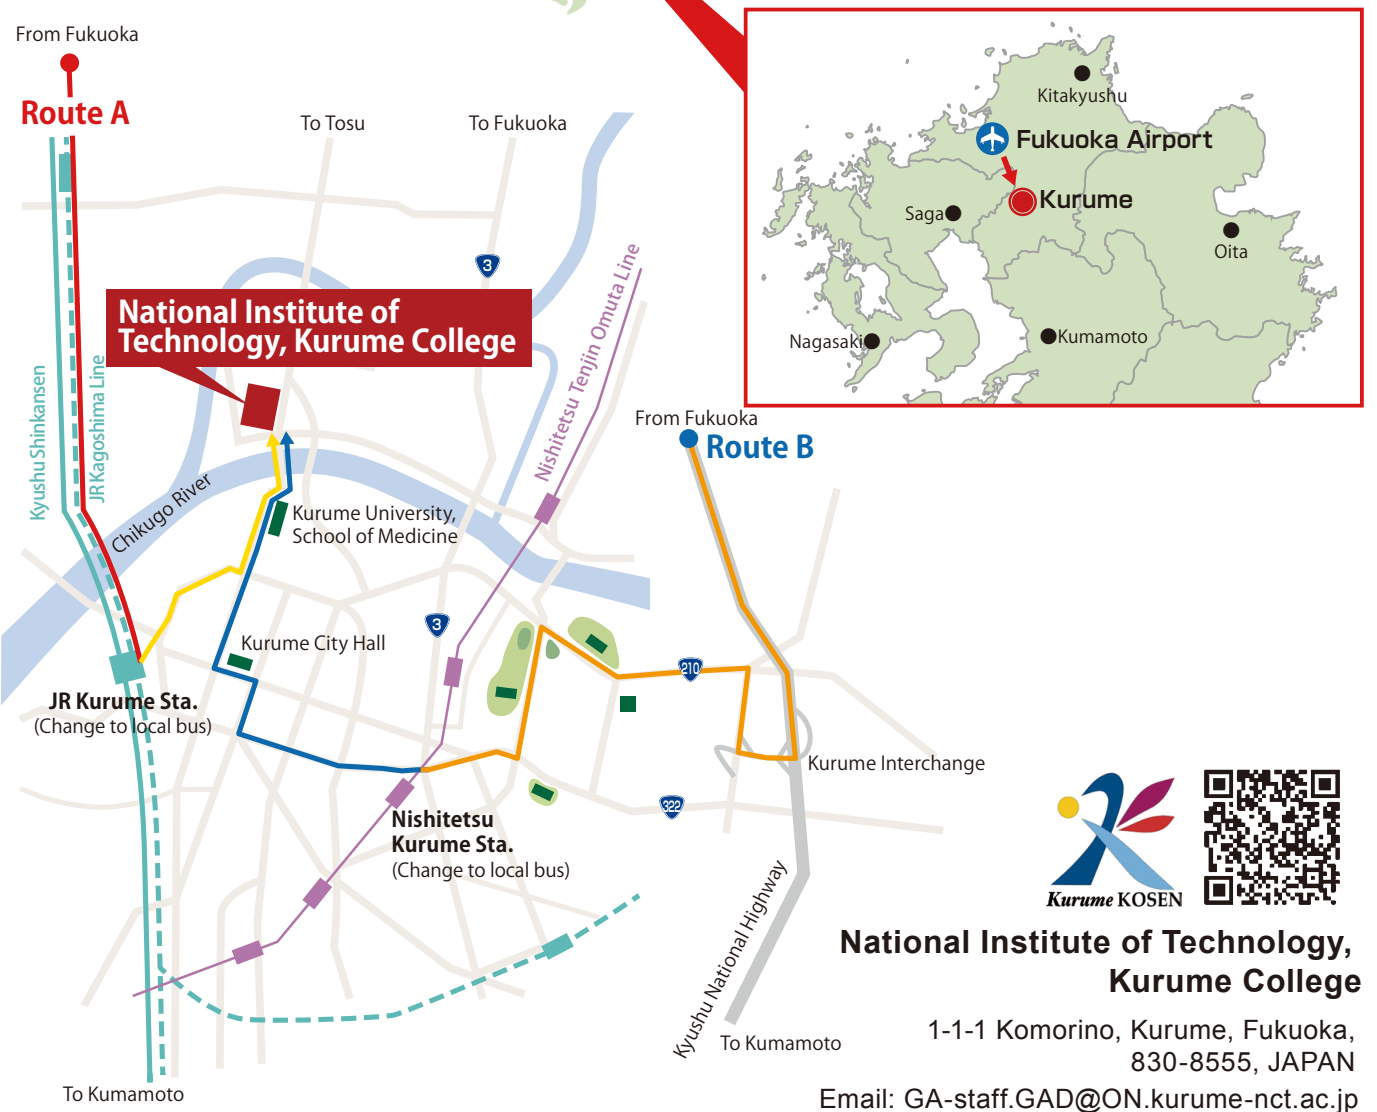 From Fukuoka
Route A
To Tosu
To Fukuoka
3
Kitakyushu
Fukuoka Airport
Kurume
Saga
Oita
Nagasaki
Kumamoto
National Institute of
Technology, Kurume College
Kyushu Shinkansen
JR Kagoshima Line
Nishitetsu Tenjin Omuta Line
From Fukuoka
Route B
Chikugo River
Kurume University,
School of Medicine
3
Kurume City Hall
210
JR Kurume Sta.
(Change to local bus)
Kurume Interchange
322
Nishitetsu
Kurume Sta.
(Change to local bus)
Kyushu National Highway
To Kumamoto
To Kumamoto
Kurume KOSEN
National Institute of Technology,
Kurume College
1-1-1 Komorino, Kurume, Fukuoka,
830-8555, JAPAN
Email: GA-staff.GAD@ON.kurume-nct.ac.jp